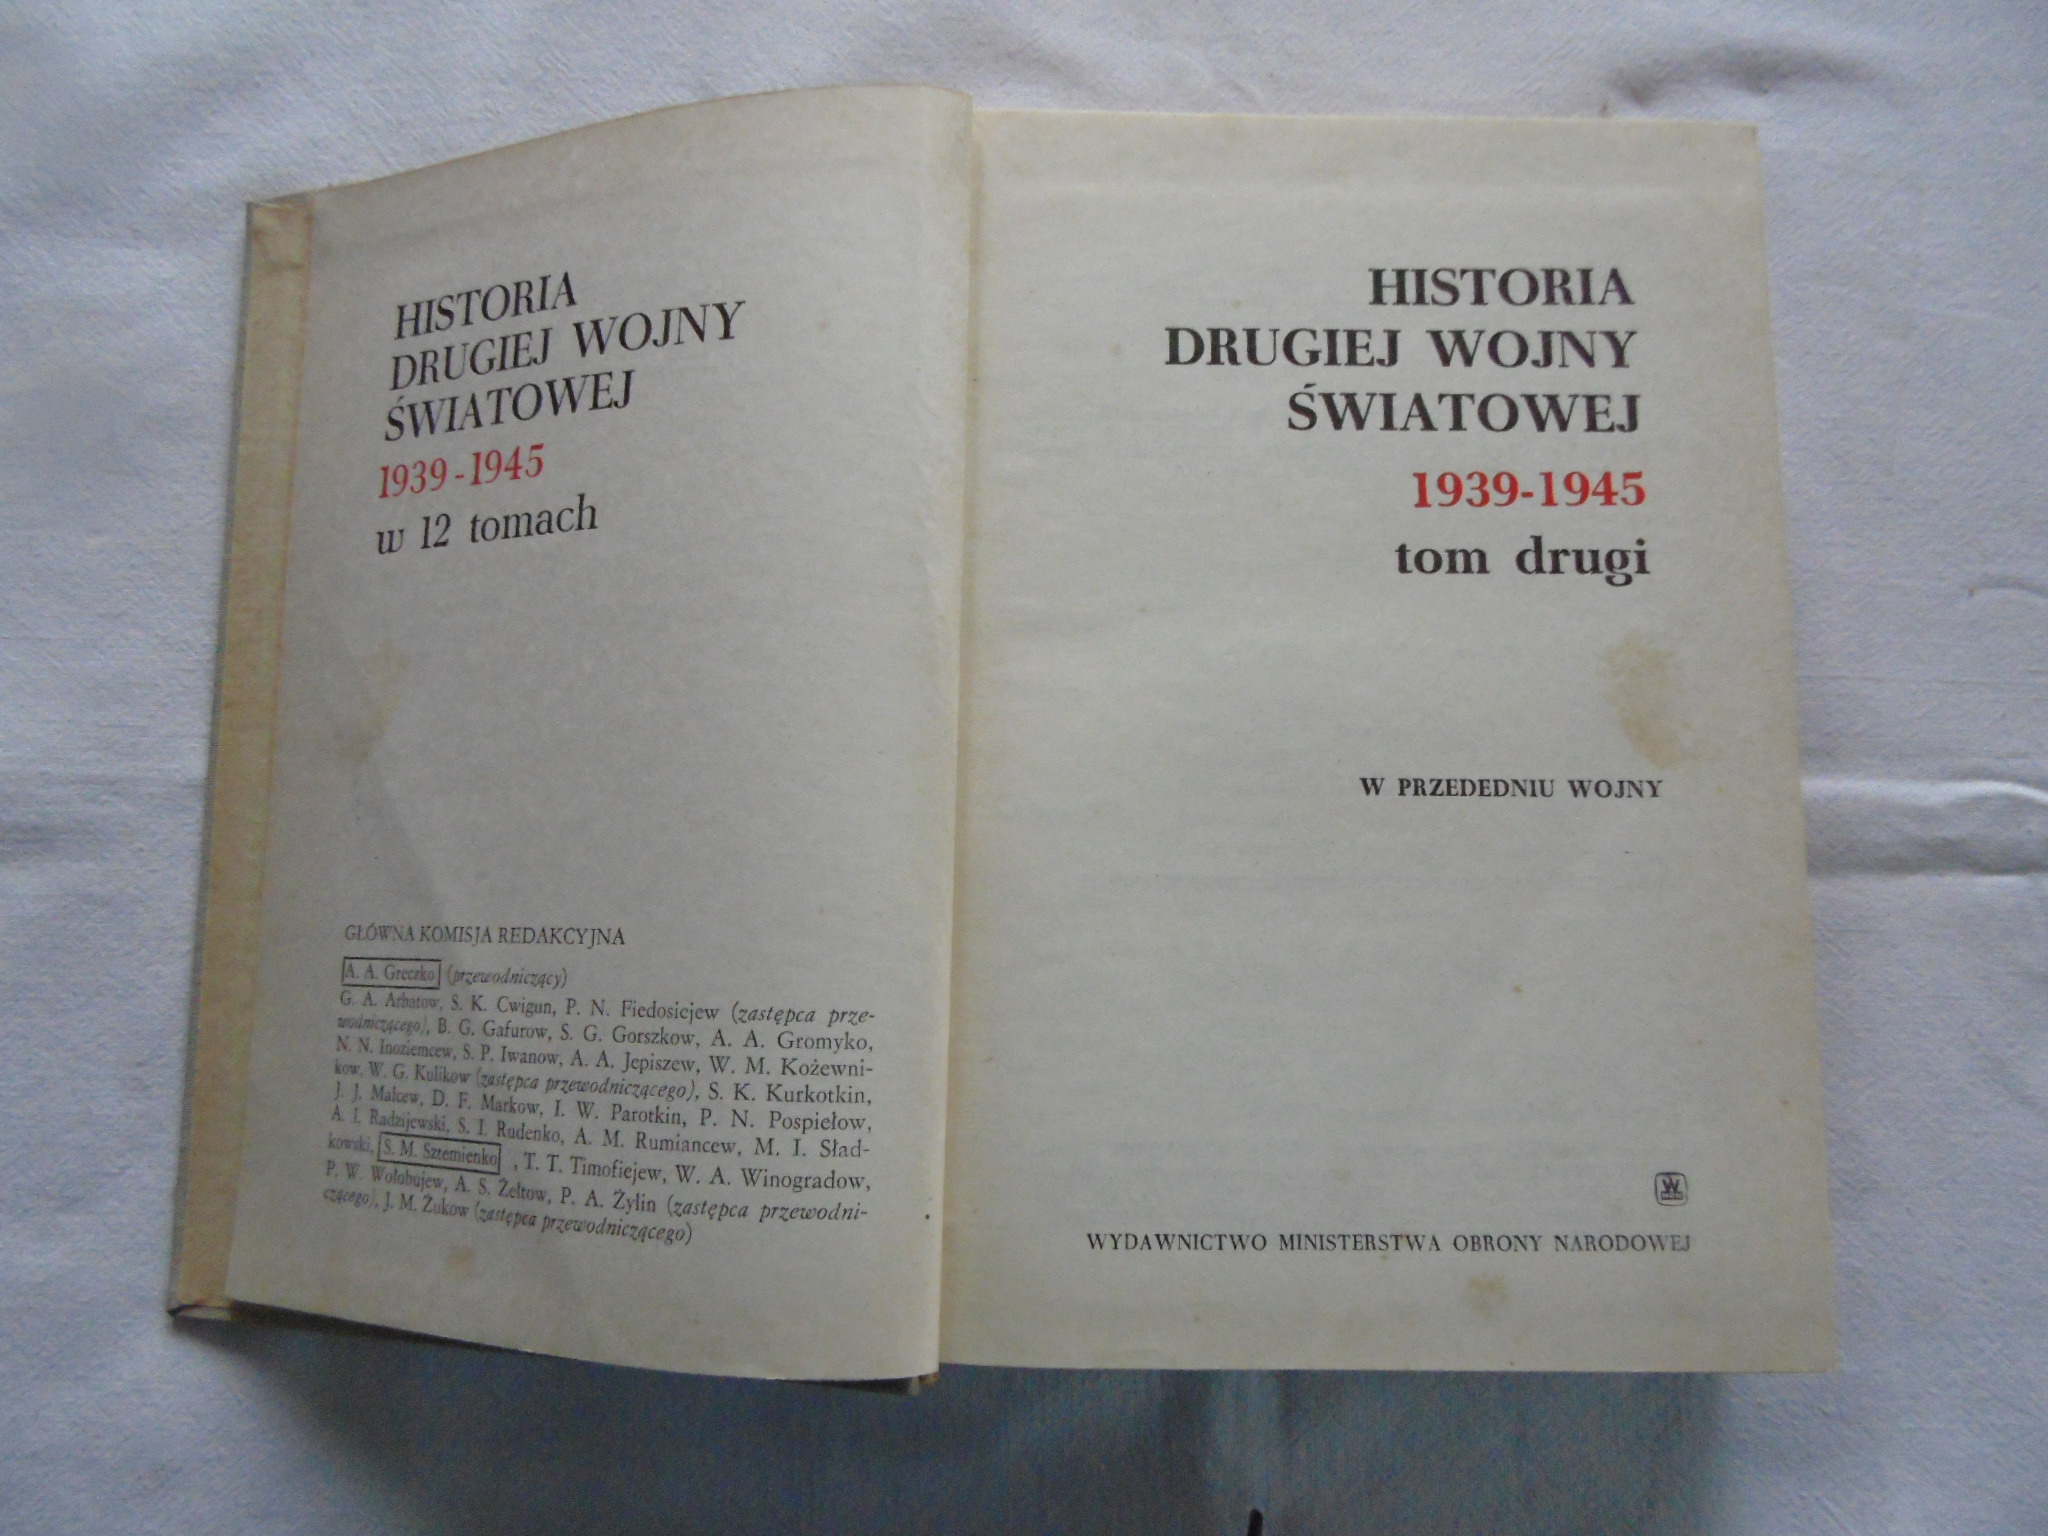 HISTORIA
DRUGIEJ WOJNY
ŚWIATOWEJ
1939-1945
w 12 tomach
GŁÓWNA KOMISJA REDAKCYJNA
A. A. Greczko (przewodniczący)
G. A. Arbatow, S. K. Cwigun, P. N. Fiedosiejew (zastępca prze-
wodniczącego), B. G. Gafurow, S. G. Gorszkow, A. A. Gromyko,
N. N. Inoziemcew, S. P. Iwanow, A. A. Jepiszew, W. M. Kożewni-
kow, W. G. Kulikow (zastępca przewodniczącego), S. K. Kurkotkin,
J. J. Malcew, D. F. Markow, I. W. Parotkin, P. N. Pospiełow,
A. I. Radzijewski, S. I. Rudenko, A. M. Rumiancew, M. I. Sład-
kowski, S. M. Sztemienko, T. T. Timofiejew, W. A. Winogradow,
P. W. Wołobujew, A. S. Żełtow, P. A. Żylin (zastępca przewodni-
czącego), J. M. Żukow (zastępca przewodniczącego)
HISTORIA
DRUGIEJ WOJNY
ŚWIATOWEJ
1939-1945
tom drugi
W PRZEDEDNIU WOJNY
W
WYDAWNICTWO MINISTERSTWA OBRONY NARODOWEJ